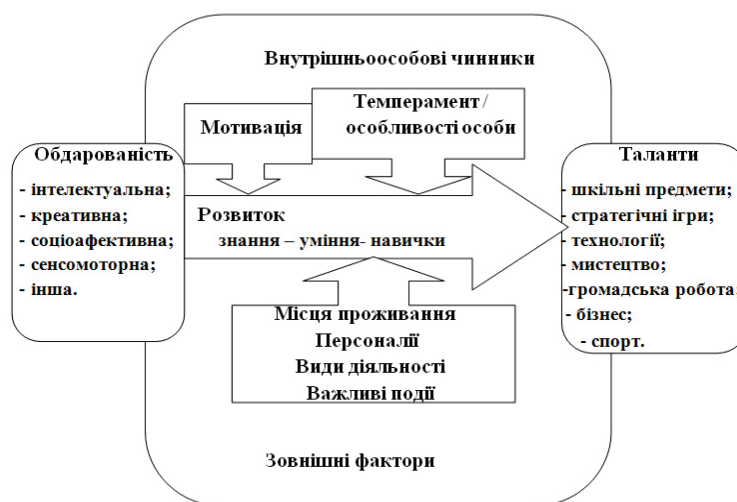 Внутрішньоособові чинники
Мотивація
Темперамент /
особливості особи
Обдарованість
- інтелектуальна;
- креативна;
- соціоафективна;
- сенсомоторна;
- інша.
Розвиток
знання – уміння- навички
Таланти
- шкільні предмети;
- стратегічні ігри;
- технології;
- мистецтво;
-громадська робота;
- бізнес;
- спорт.
Місця проживання
Персоналії
Види діяльності
Важливі події
Зовнішні фактори